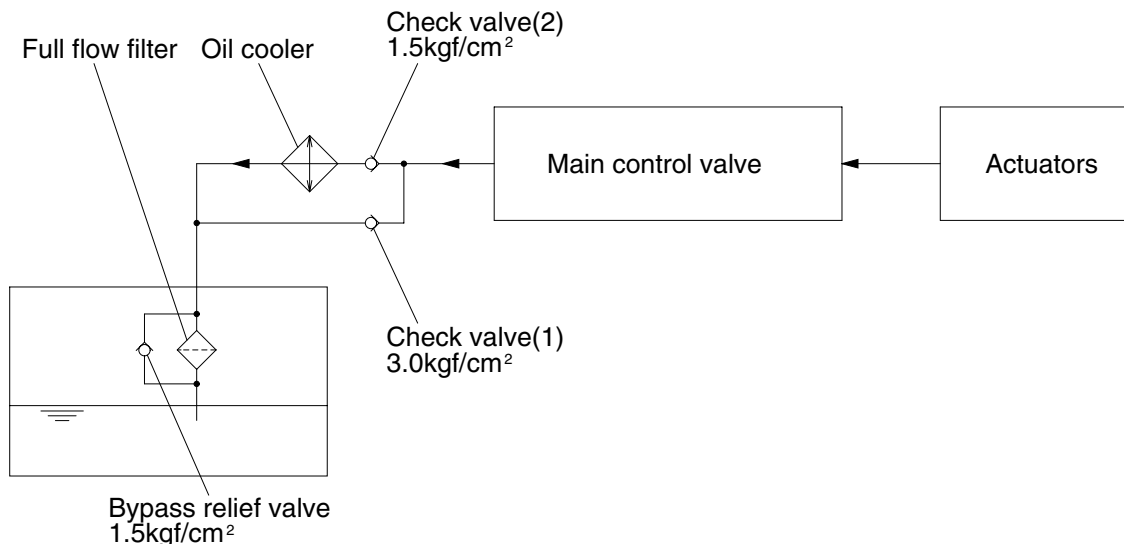 Check valve(2)
1.5kgf/cm²
Full flow filter
Oil cooler
Main control valve
Actuators
Check valve(1)
3.0kgf/cm²
Bypass relief valve
1.5kgf/cm²